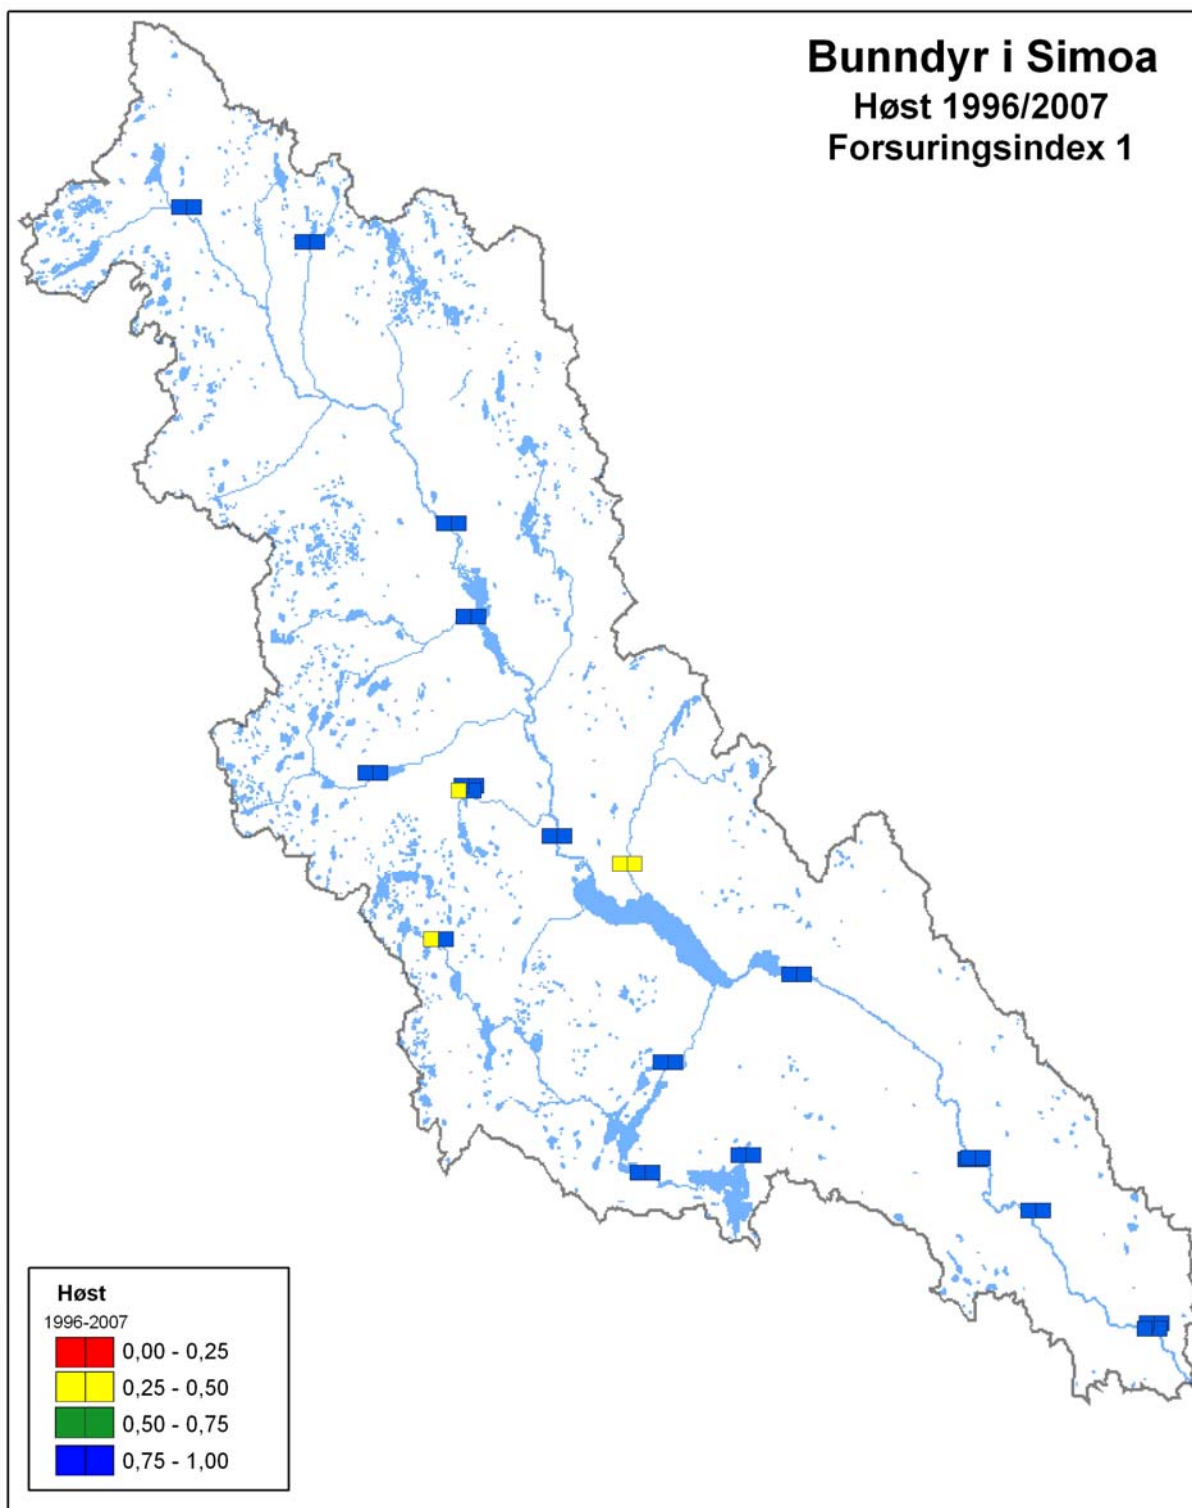 Bunndyr i Simoa
Høst 1996/2007
Forsuringsindex 1
Høst
1996-2007
0,00 - 0,25
0,25 - 0,50
0,50 - 0,75
0,75 - 1,00